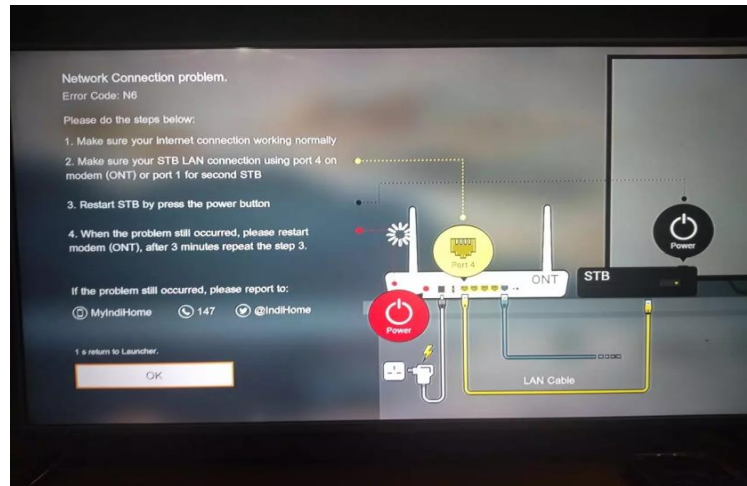 Network Connection problem.
Error Code: N6
Please do the steps below:
1. Make sure your Internet connection working normally
2. Make sure your STB LAN connection using port 4 on
modem (ONT) or port 1 for second STB
3. Restart STB by press the power button
4. When the problem still occurred, please restart
modem (ONT), after 3 minutes repeat the step 3.
If the problem still occurred, please report to:
MyIndiHome 147 @IndiHome
1 s return to Launcher.
OK
Port 4
Power
ONT
STB
Power
LAN Cable